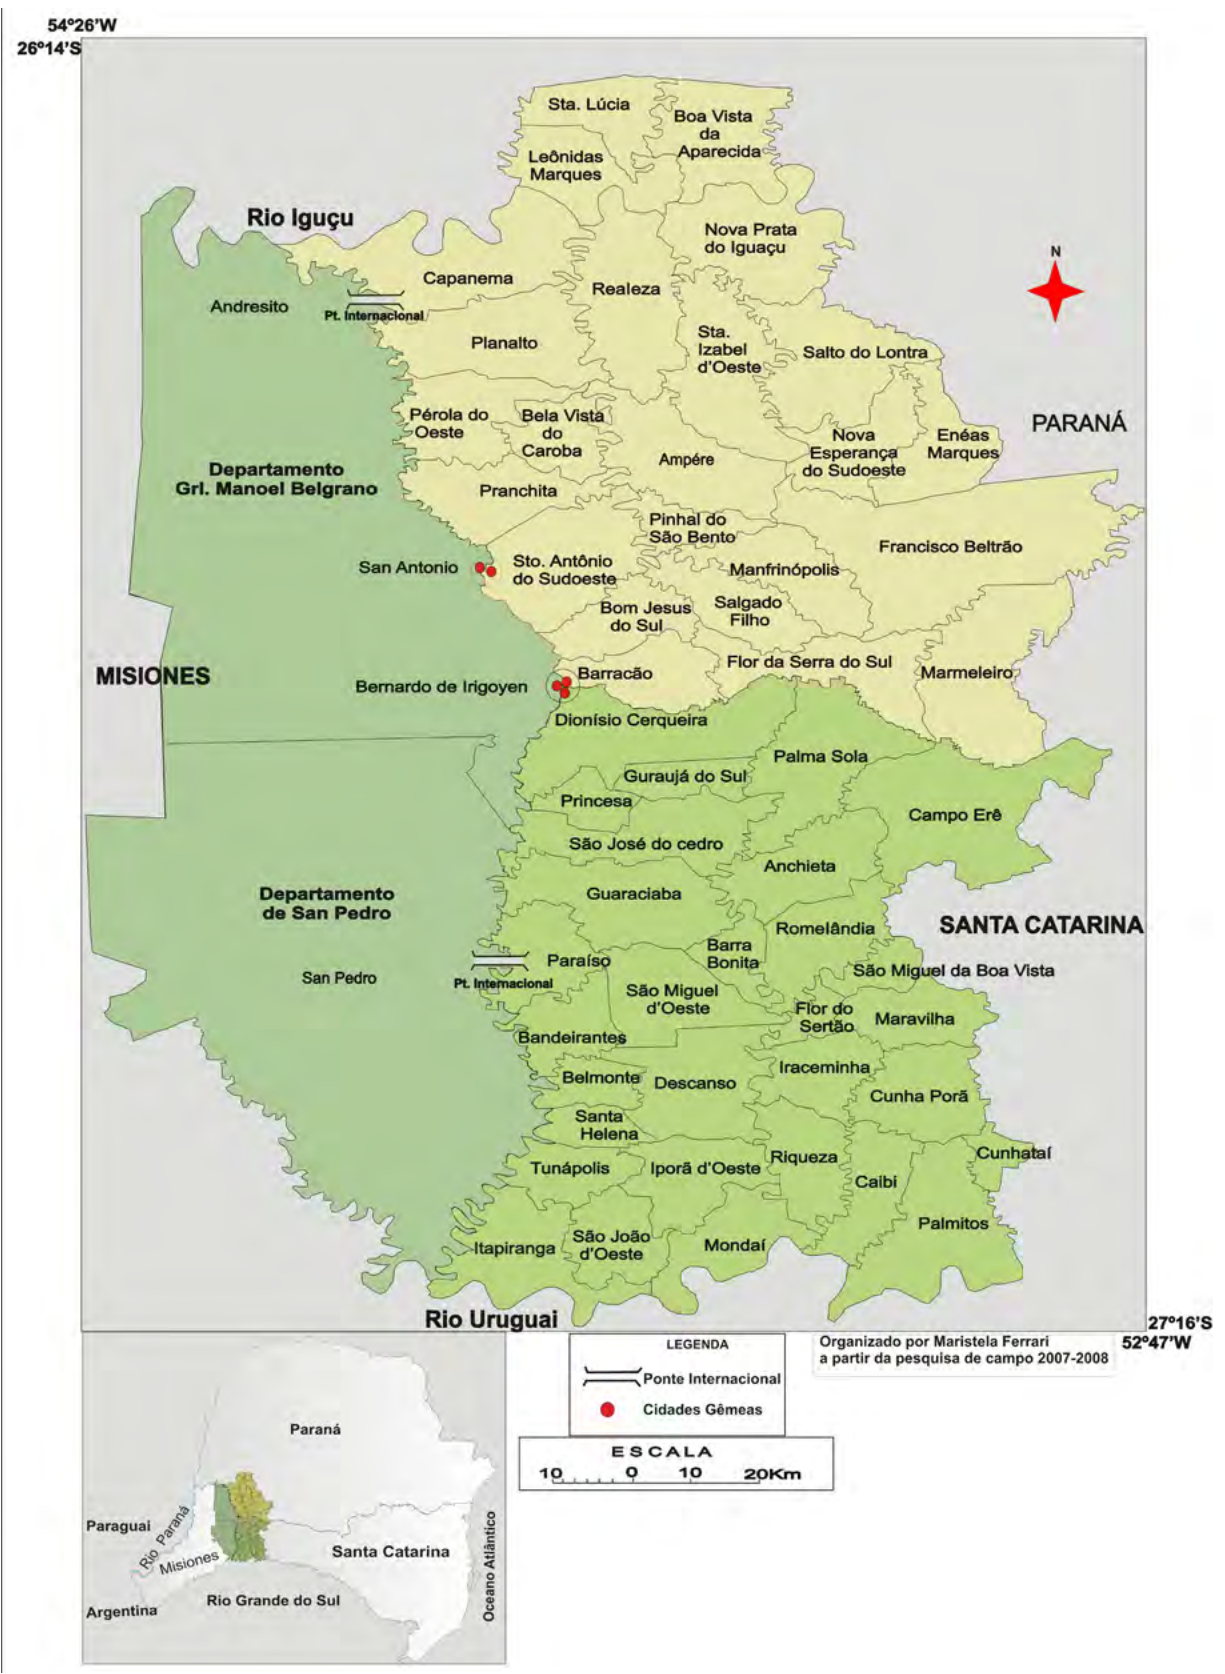 54º26'W
26º14'S
Sta. Lúcia
Boa Vista
da
Aparecida
Leônidas
Marques
Rio Iguçu
Nova Prata
do Iguaçu
N
Capanema
Realeza
Andresito
Pt. Internacional
Planalto
Sta.
Izabel
d'Oeste
Salto do Lontra
PARANÁ
Pérola do
Oeste
Bela Vista
do
Caroba
Nova
Esperança
do Sudoeste
Enéas
Marques
Ampére
Departamento
Grl. Manoel Belgrano
Pranchita
Pinhal do
São Bento
Francisco Beltrão
San Antonio
Sto. Antônio
do Sudoeste
Manfrinópolis
Bom Jesus
do Sul
Salgado
Filho
MISIONES
Barracão
Flor da Serra do Sul
Marmeleiro
Bernardo de Irigoyen
Dionísio Cerqueira
Palma Sola
Guraujá do Sul
Princesa
Campo Erê
São José do cedro
Anchieta
Departamento
de San Pedro
Guaraciaba
Romelândia
SANTA CATARINA
Barra
Bonita
Paraíso
São Miguel da Boa Vista
San Pedro
Pt. Internacional
São Miguel
d'Oeste
Flor do
Sertão
Maravilha
Bandeirantes
Iraceminha
Belmonte
Descanso
Cunha Porã
Santa
Helena
Cunhataí
Tunápolis
Iporã d'Oeste
Riqueza
Caibi
Palmitos
Itapiranga
São João
d'Oeste
Mondaí
Rio Uruguai
27º16'S
52º47'W
LEGENDA
Ponte Internacional
Cidades Gêmeas
Organizado por Maristela Ferrari
a partir da pesquisa de campo 2007-2008
ESCALA
10 0 10 20Km
Paraná
Paraguai
Rio Paraná
Misiones
Santa Catarina
Oceano Atlântico
Rio Grande do Sul
Argentina